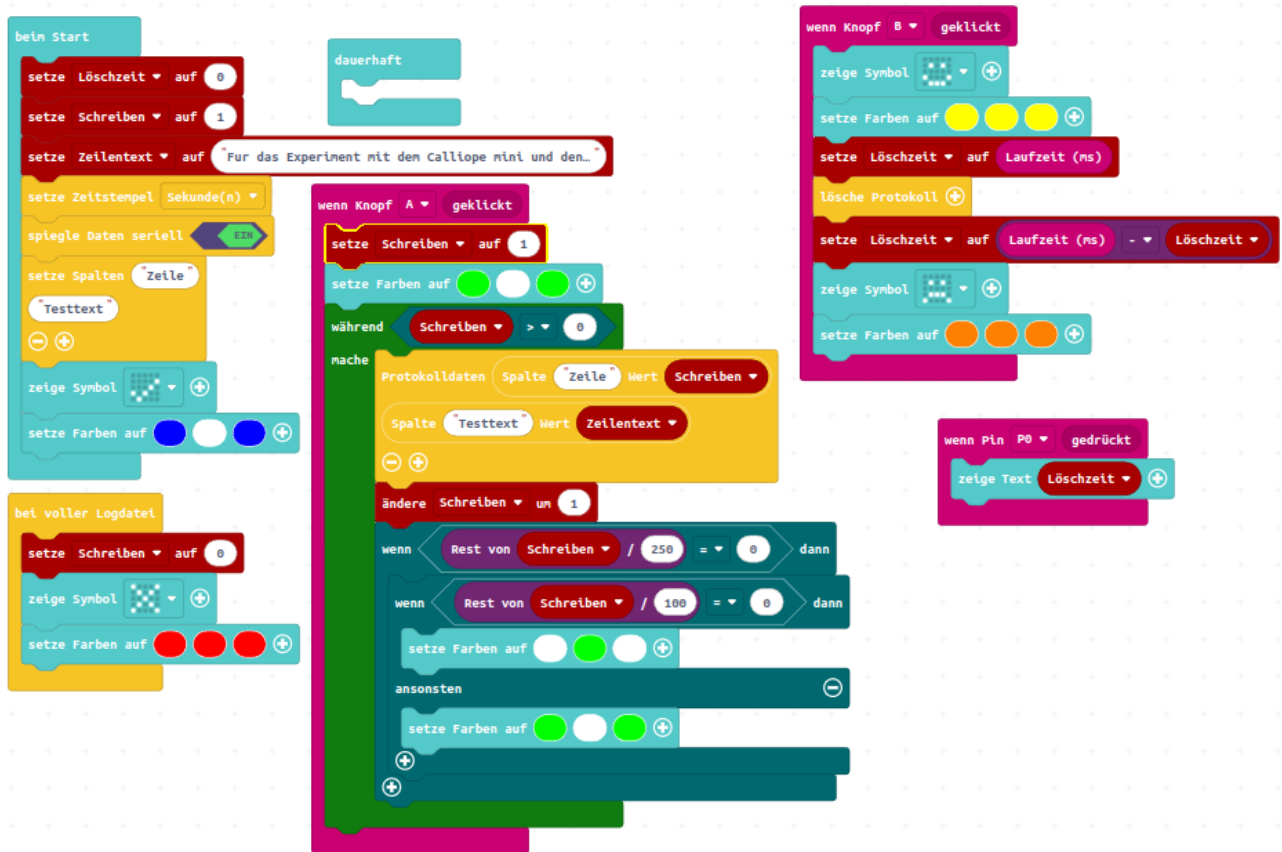 beim Start
setze Löschzeit auf 0
setze Schreiben auf 1
setze Zeilentext auf "Fur das Experiment mit dem Calliope mini und den…"
setze Zeitstempel Sekunde(n)
spiegle Daten seriell EIN
setze Spalten "Zeile"
"Testtext"
zeige Symbol
setze Farben auf
bei voller Logdatei
setze Schreiben auf 0
zeige Symbol
setze Farben auf
dauerhaft
wenn Knopf A geklickt
setze Schreiben auf 1
setze Farben auf
während Schreiben > 0
mache
Protokolldaten Spalte "Zeile" Wert Schreiben
Spalte "Testtext" Wert Zeilentext
ändere Schreiben um 1
wenn Rest von Schreiben / 250 = 0 dann
wenn Rest von Schreiben / 100 = 0 dann
setze Farben auf
ansonsten
setze Farben auf
wenn Knopf B geklickt
zeige Symbol
setze Farben auf
setze Löschzeit auf Laufzeit (ms)
lösche Protokoll
setze Löschzeit auf Laufzeit (ms) - Löschzeit
zeige Symbol
setze Farben auf
wenn Pin P0 gedrückt
zeige Text Löschzeit